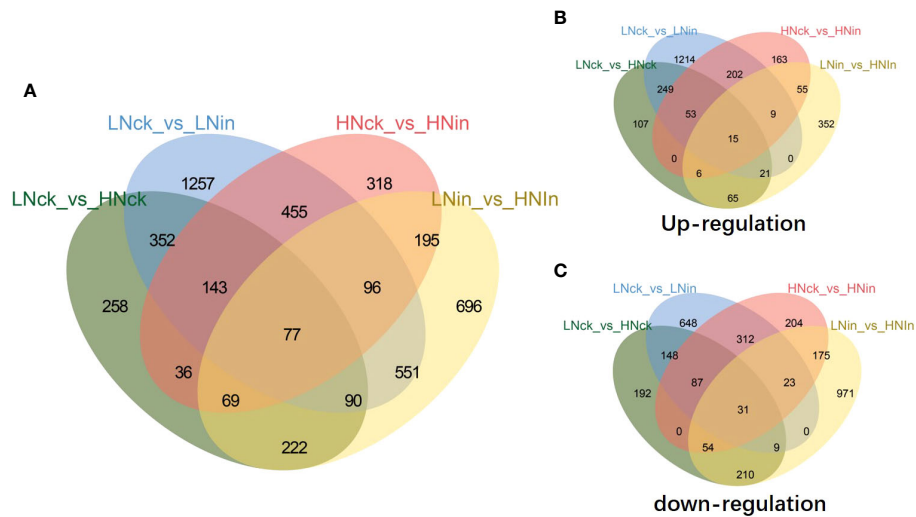 A
LNck_vs_LNin
HNck_vs_HNin
LNck_vs_HNck
LNin_vs_HNIn
1257
318
455
352
195
143
96
258
696
77
36
551
69
90
222
B
LNck_vs_LNin
HNck_vs_HNin
LNck_vs_HNck
LNin_vs_HNIn
1214
163
202
249
55
53
9
107
352
15
0
0
6
21
65
Up-regulation
C
LNck_vs_LNin
HNck_vs_HNin
LNck_vs_HNck
LNin_vs_HNIn
648
204
312
148
175
87
23
192
971
31
0
0
54
9
210
down-regulation